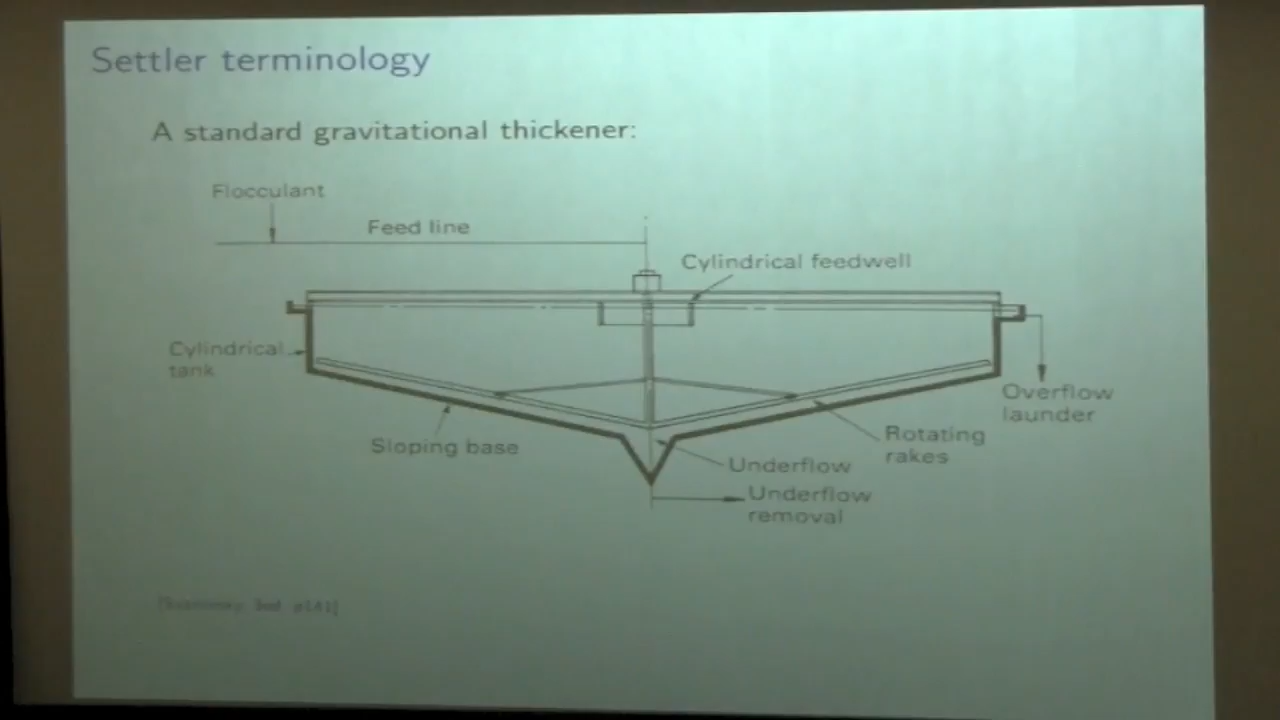 Settler terminology
A standard gravitational thickener:
Flocculant
Feed line
Cylindrical feedwell
Cylindrical
tank
Overflow
launder
Sloping base
Rotating
rakes
Underflow
Underflow
removal